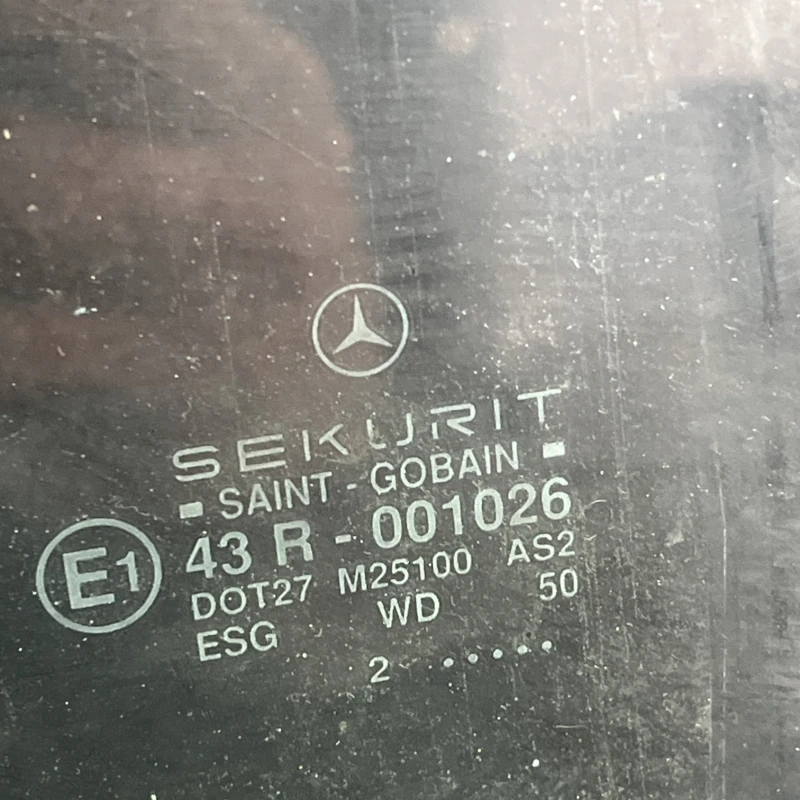 SEKURIT
SAINT - GOBAIN
E1 43 R - 001026
DOT27 M25100 AS2
ESG WD 50
2 .....